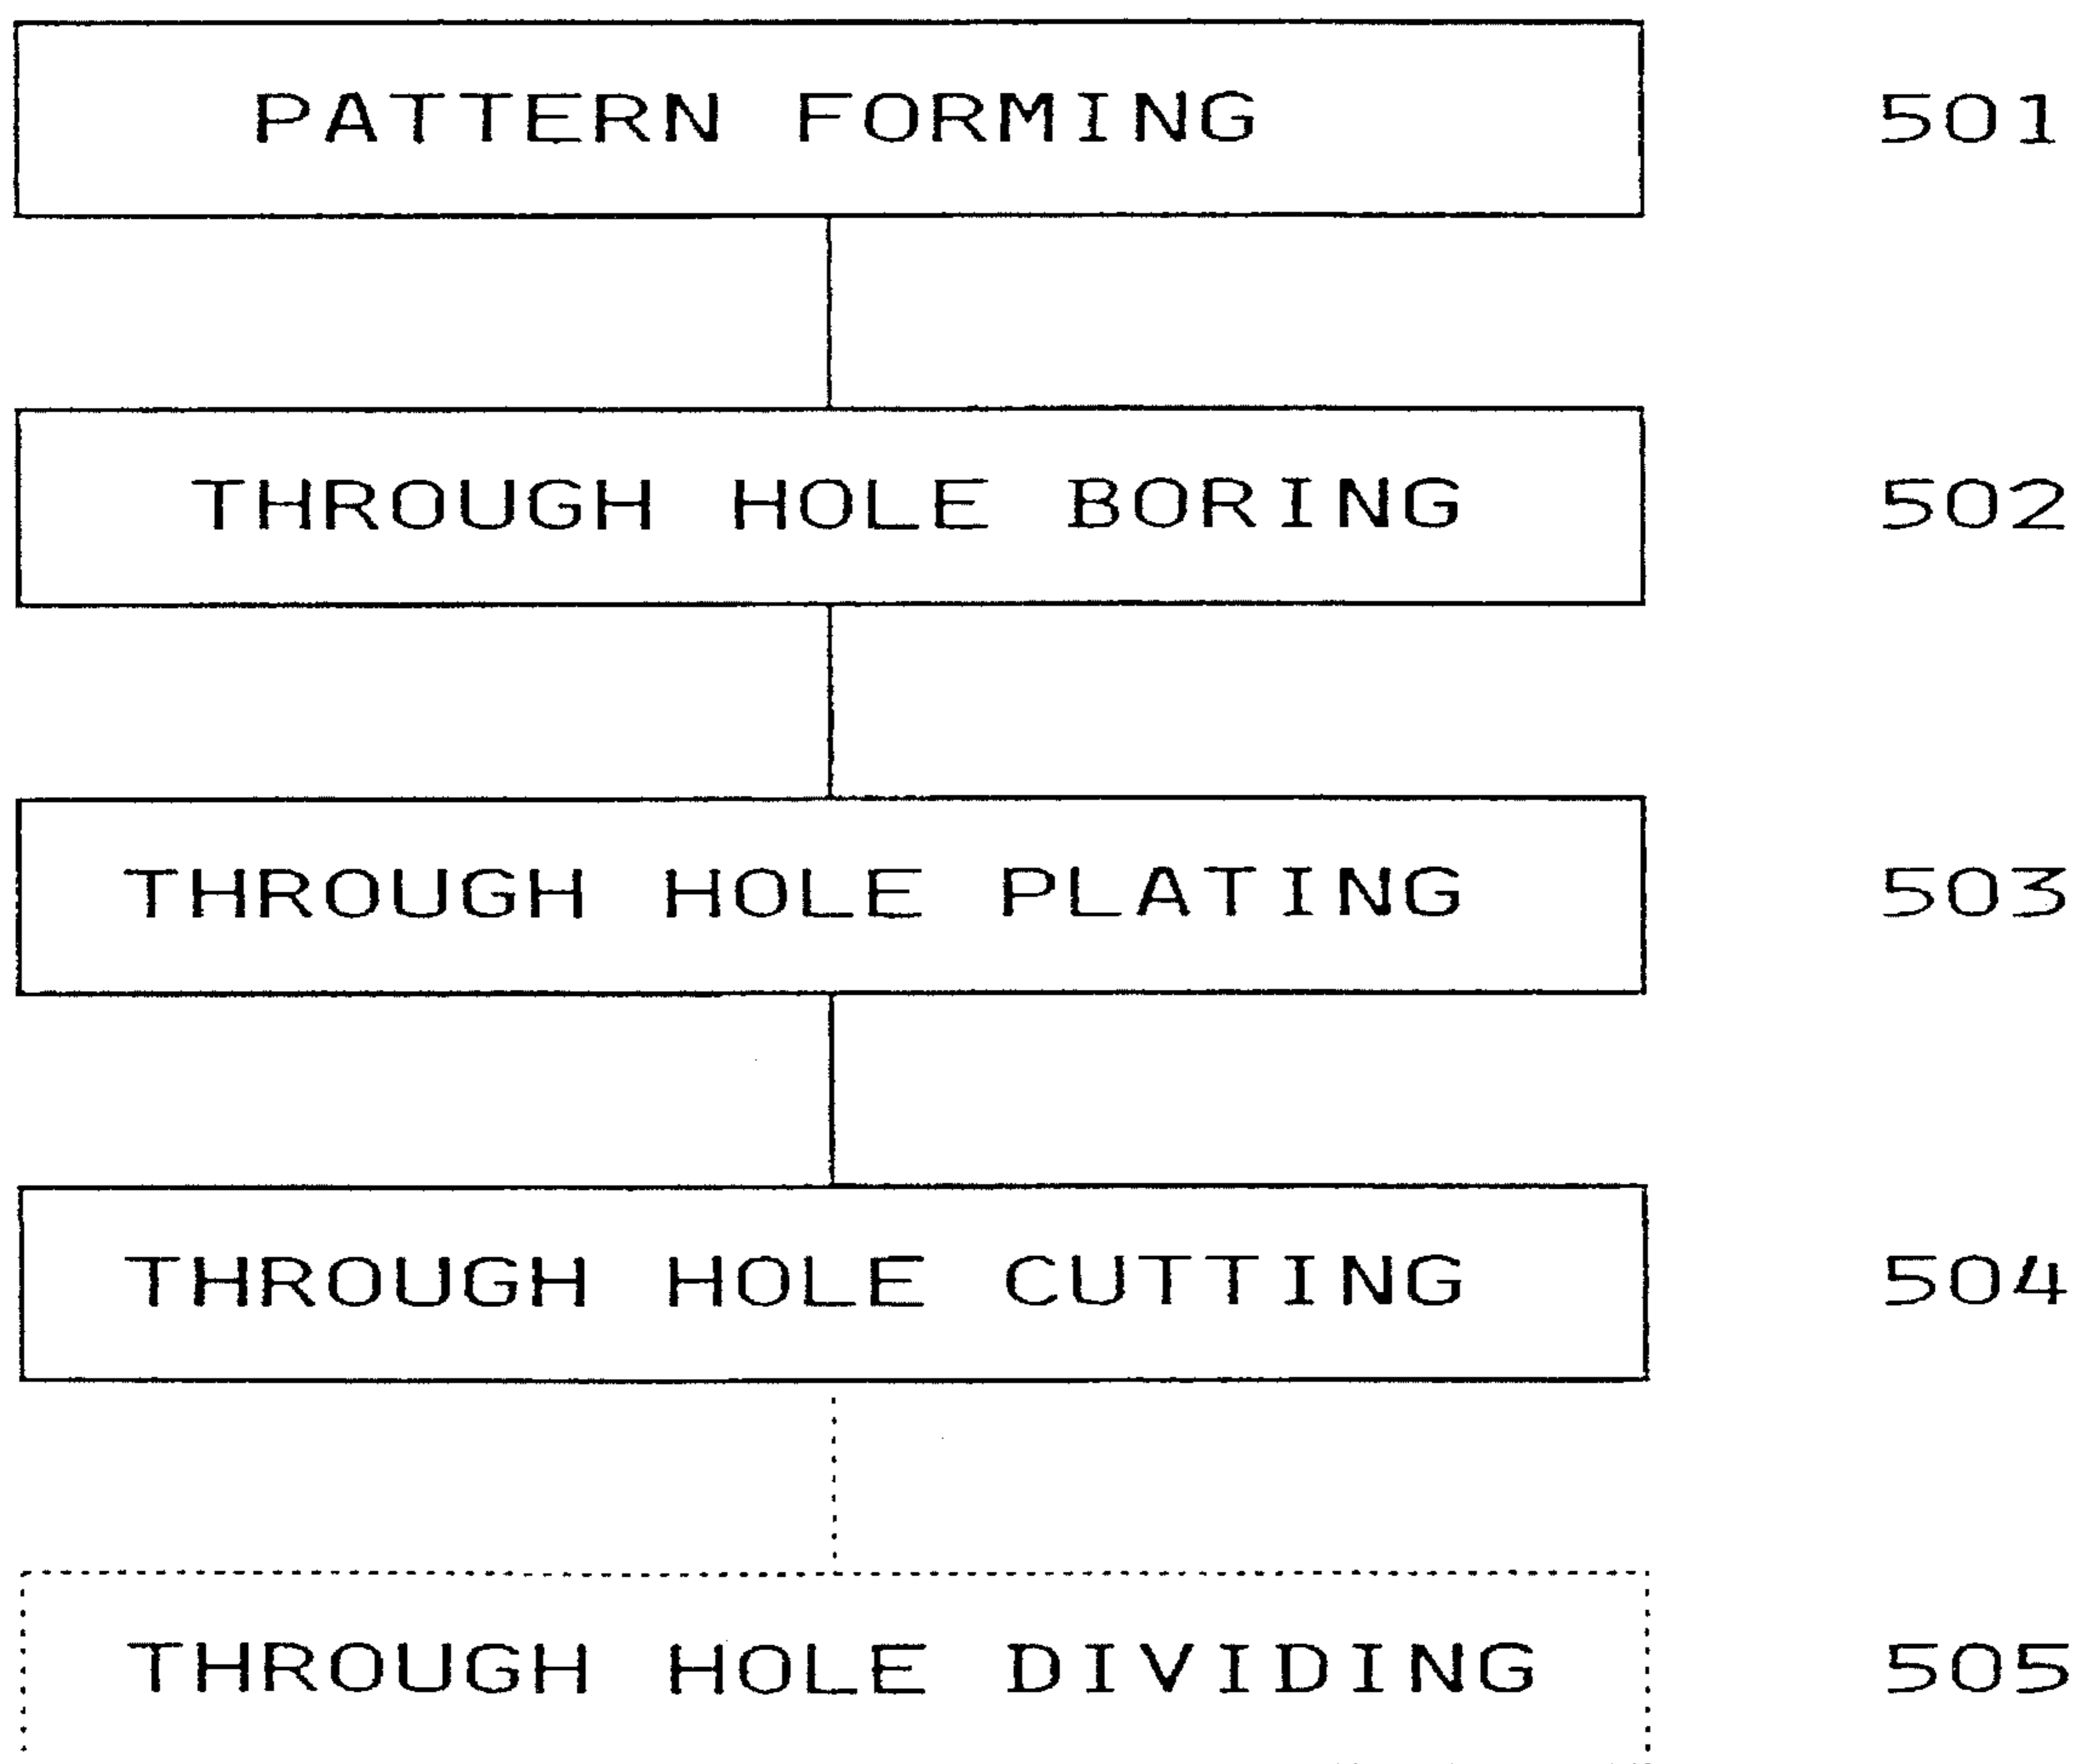 PATTERN FORMING 501
THROUGH HOLE BORING 502
THROUGH HOLE PLATING 503
THROUGH HOLE CUTTING 504
THROUGH HOLE DIVIDING 505